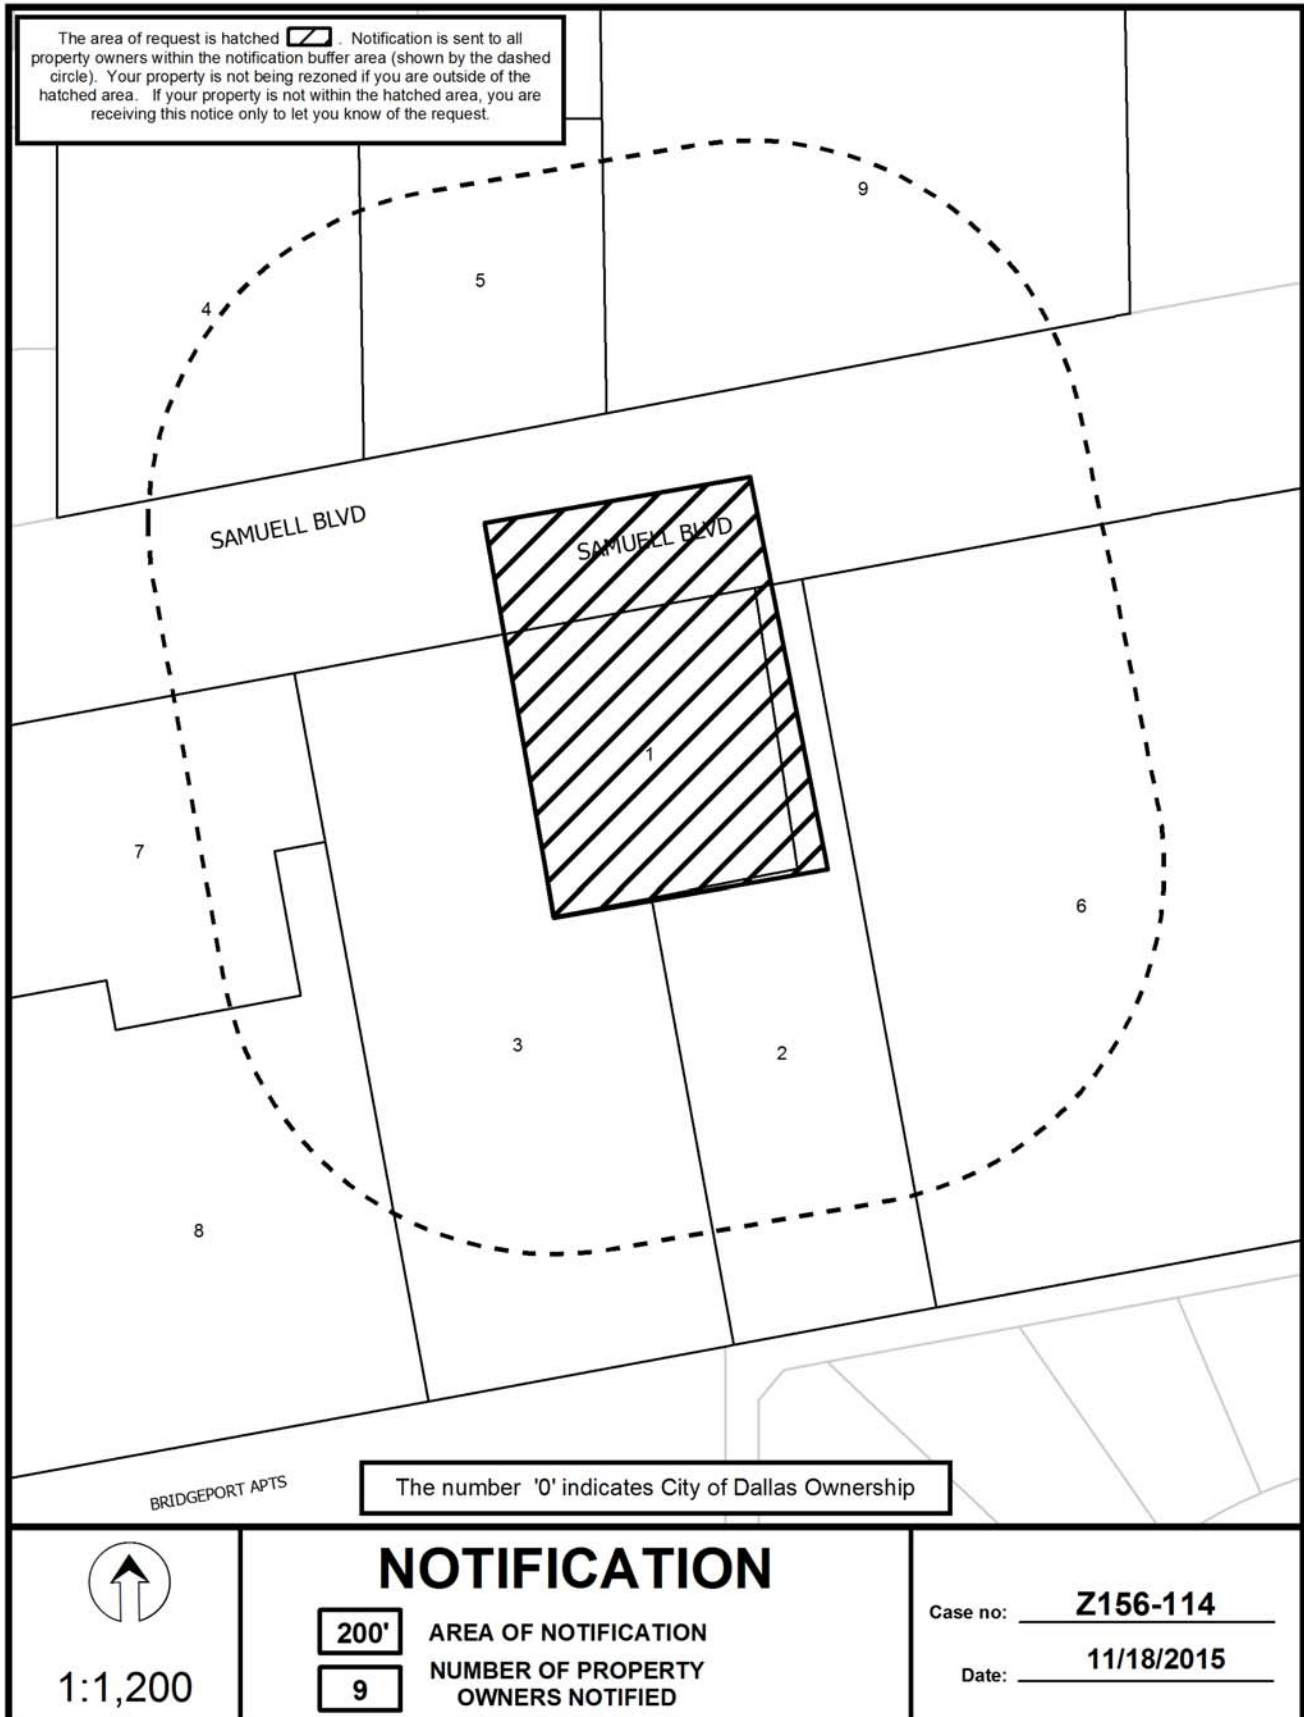 The area of request is hatched . Notification is sent to all
property owners within the notification buffer area (shown by the dashed
circle). Your property is not being rezoned if you are outside of the
hatched area. If your property is not within the hatched area, you are
receiving this notice only to let you know of the request.
9
5
4
SAMUELL BLVD
SAMUELL BLVD
1
7
6
3
2
8
BRIDGEPORT APTS
The number '0' indicates City of Dallas Ownership
1:1,200
NOTIFICATION
200' AREA OF NOTIFICATION
9 NUMBER OF PROPERTY
OWNERS NOTIFIED
Case no: Z156-114
Date: 11/18/2015